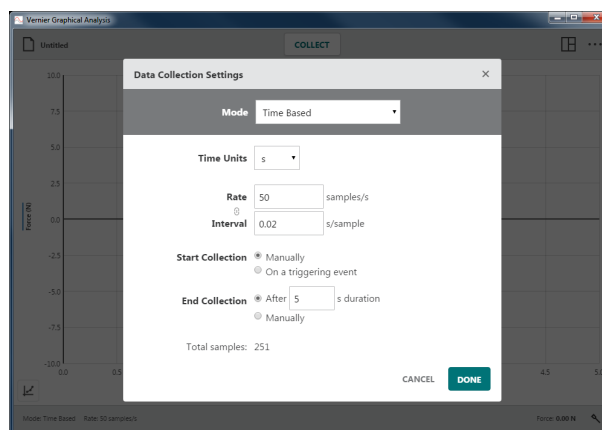 Vernier Graphical Analysis
Untitled
COLLECT
Data Collection Settings
Mode Time Based
Time Units s
Rate 50 samples/s
Interval 0.02 s/sample
Start Collection Manually
On a triggering event
End Collection After 5 s duration
Manually
Total samples: 251
CANCEL DONE
Force (N)
10.0
7.5
5.0
2.5
0.0
-2.5
-5.0
-7.5
-10.0
0.0 0.5 4.5 5.0
Mode: Time Based Rate: 50 samples/s Force: 0.00 N